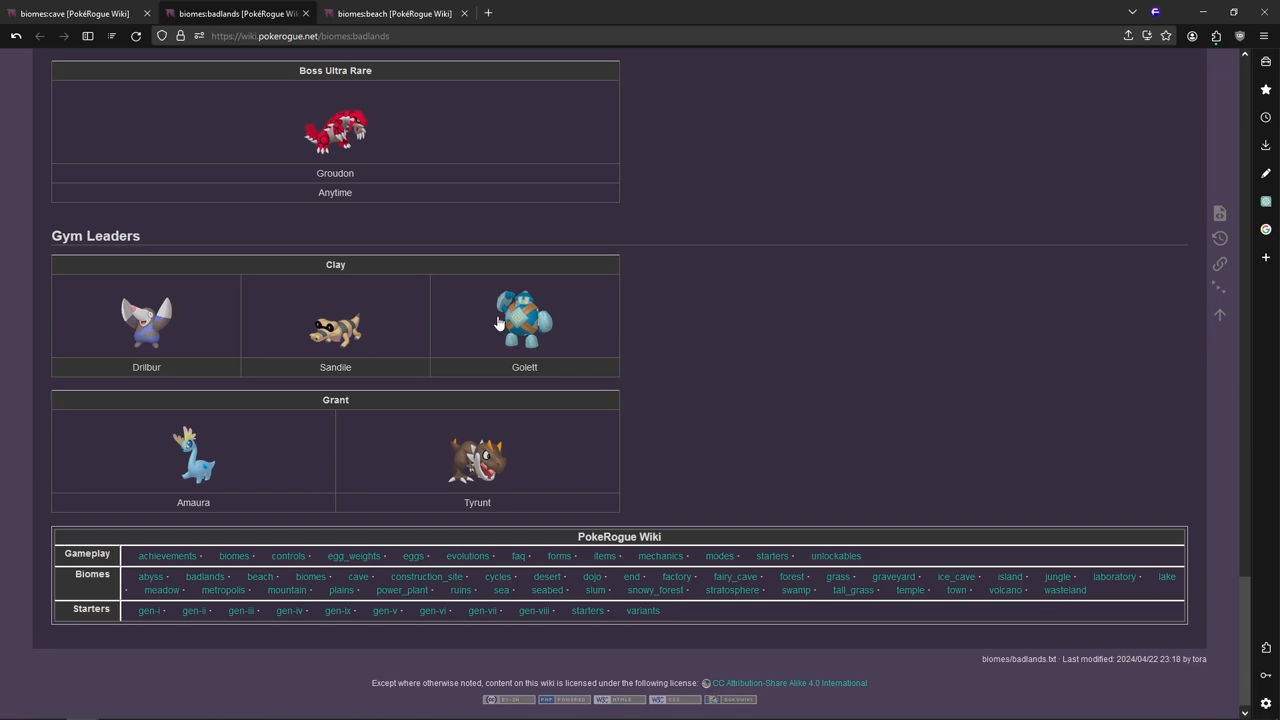 biomes:cave [PokéRogue Wiki]
biomes:badlands [PokéRogue Wik
biomes:beach [PokéRogue Wiki]
https://wiki.pokerogue.net/biomes:badlands
Boss Ultra Rare
Groudon
Anytime
Gym Leaders
Clay
Drilbur Sandile Golett
Grant
Amaura Tyrunt
PokeRogue Wiki
Gameplay achievements · biomes · controls · egg_weights · eggs · evolutions · faq · forms · items · mechanics · modes · starters · unlockables
Biomes abyss · badlands · beach · biomes · cave · construction_site · cycles · desert · dojo · end · factory · fairy_cave · forest · grass · graveyard · ice_cave · island · jungle · laboratory · lake
· meadow · metropolis · mountain · plains · power_plant · ruins · sea · seabed · slum · snowy_forest · stratosphere · swamp · tall_grass · temple · town · volcano · wasteland
Starters gen-i · gen-ii · gen-iii · gen-iv · gen-ix · gen-v · gen-vi · gen-vii · gen-viii · starters · variants
biomes/badlands.txt · Last modified: 2024/04/22 23:18 by tora
Except where otherwise noted, content on this wiki is licensed under the following license: CC Attribution-Share Alike 4.0 International